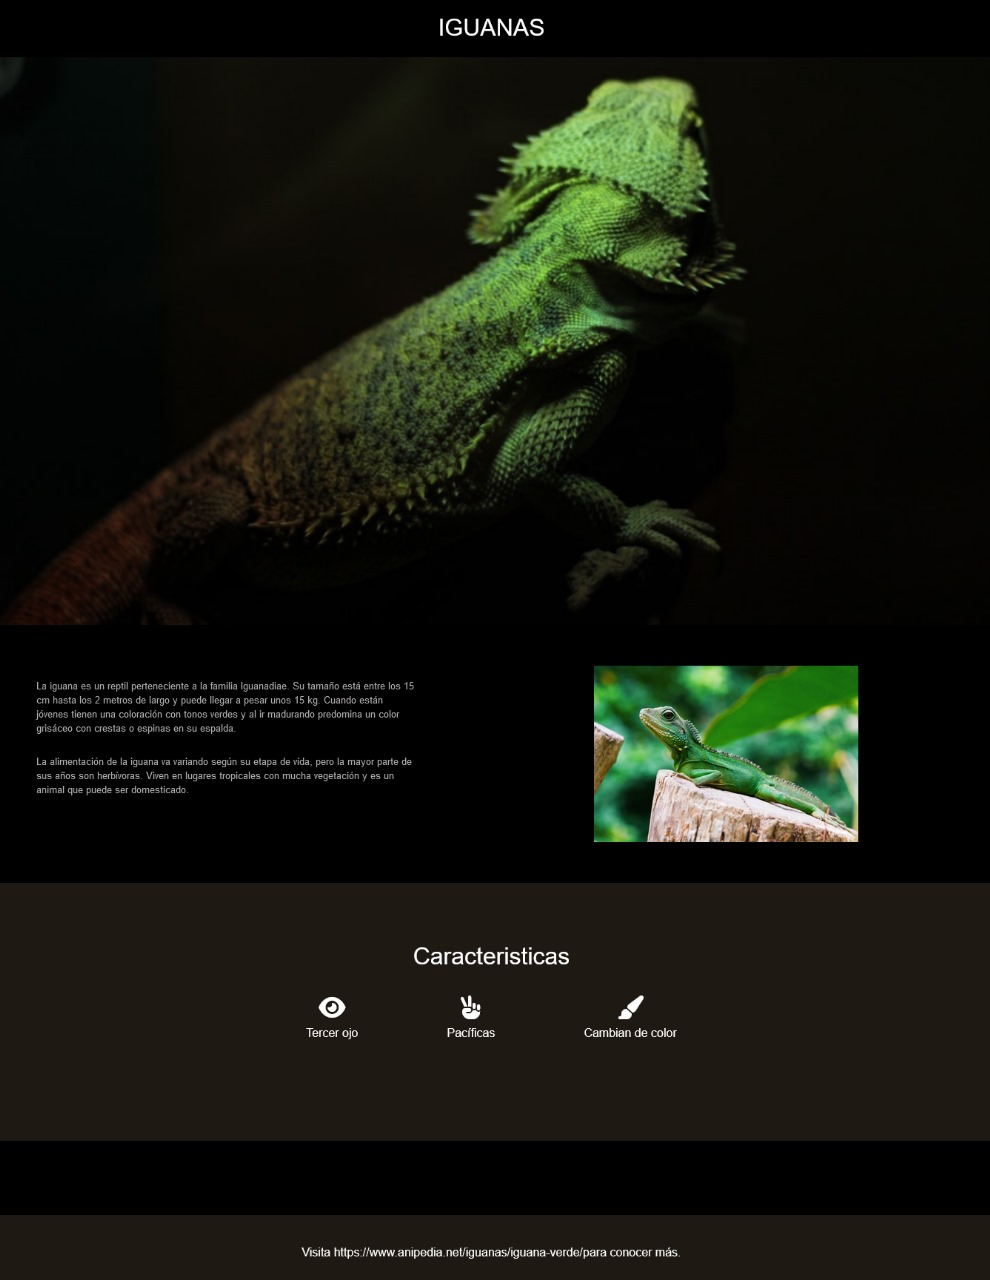 IGUANAS
La iguana es un reptil perteneciente a la familia Iguanadiae. Su tamaño está entre los 15
cm hasta los 2 metros de largo y puede llegar a pesar unos 15 kg. Cuando están
jóvenes tienen una coloración con tonos verdes y al ir madurando predomina un color
grisáceo con crestas o espinas en su espalda.
La alimentación de la iguana va variando según su etapa de vida, pero la mayor parte de
sus años son herbívoras. Viven en lugares tropicales con mucha vegetación y es un
animal que puede ser domesticado.
Caracteristicas
Tercer ojo
Pacíficas
Cambian de color
Visita https://www.anipedia.net/iguanas/iguana-verde/para conocer más.